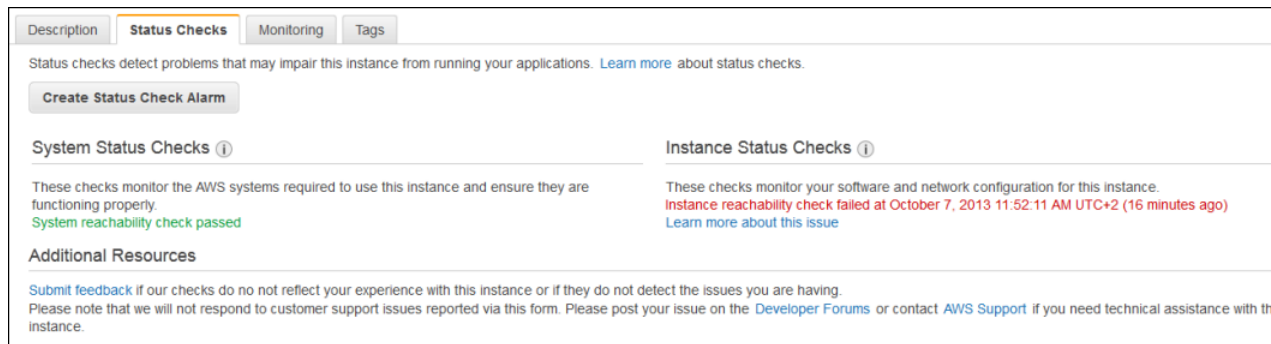 Description Status Checks Monitoring Tags
Status checks detect problems that may impair this instance from running your applications. Learn more about status checks.
Create Status Check Alarm
System Status Checks
These checks monitor the AWS systems required to use this instance and ensure they are
functioning properly.
System reachability check passed
Instance Status Checks
These checks monitor your software and network configuration for this instance.
Instance reachability check failed at October 7, 2013 11:52:11 AM UTC+2 (16 minutes ago)
Learn more about this issue
Additional Resources
Submit feedback if our checks do no not reflect your experience with this instance or if they do not detect the issues you are having.
Please note that we will not respond to customer support issues reported via this form. Please post your issue on the Developer Forums or contact AWS Support if you need technical assistance with th
instance.